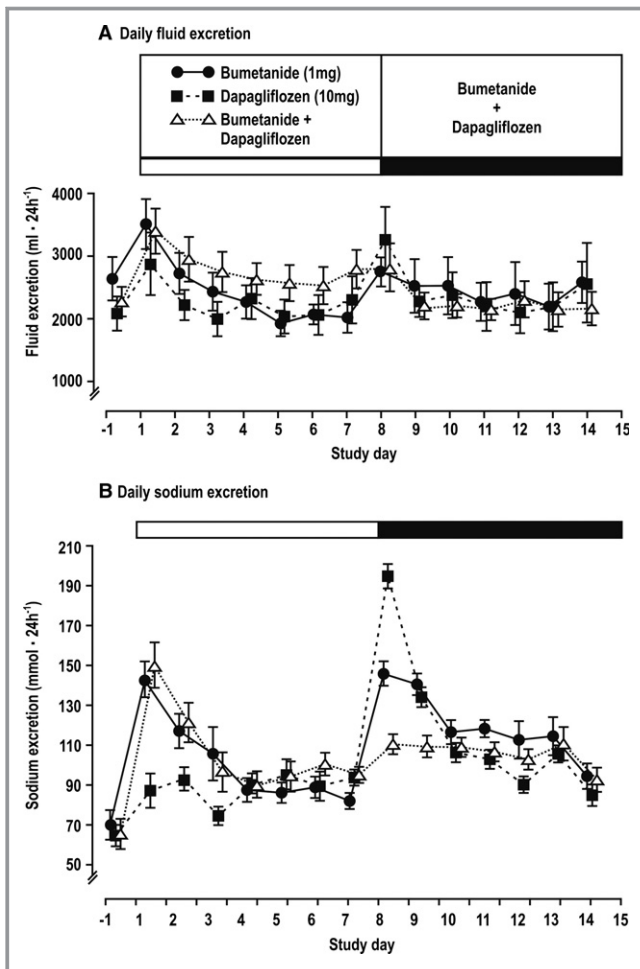 A Daily fluid excretion
Bumetanide (1mg)
Dapagliflozen (10mg)
Bumetanide +
Dapagliflozen
Bumetanide
+
Dapagliflozen
Fluid excretion (ml · 24h⁻¹)
4000
3000
2000
1000
-1 1 2 3 4 5 6 7 8 9 10 11 12 13 14 15
Study day
B Daily sodium excretion
Sodium excretion (mmol · 24h⁻¹)
210
190
170
150
130
110
90
70
50
-1 1 2 3 4 5 6 7 8 9 10 11 12 13 14 15
Study day